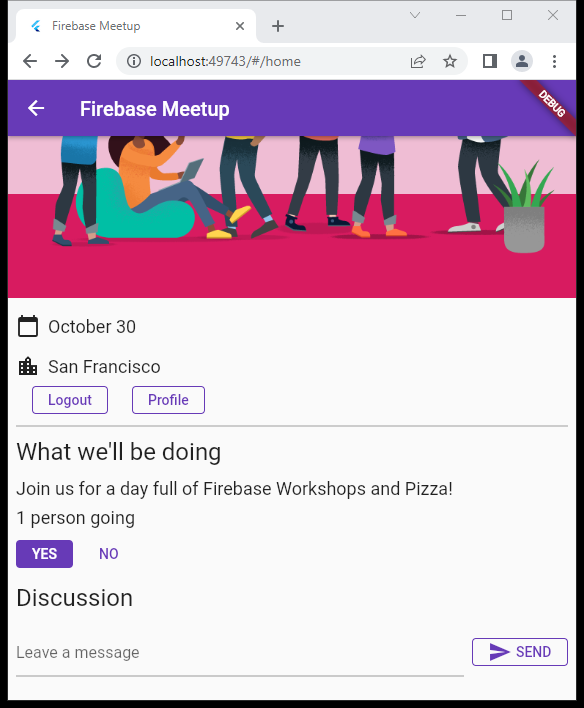 Firebase Meetup
localhost:49743/#/home
Firebase Meetup
DEBUG
October 30
San Francisco
Logout Profile
What we'll be doing
Join us for a day full of Firebase Workshops and Pizza!
1 person going
YES NO
Discussion
Leave a message SEND